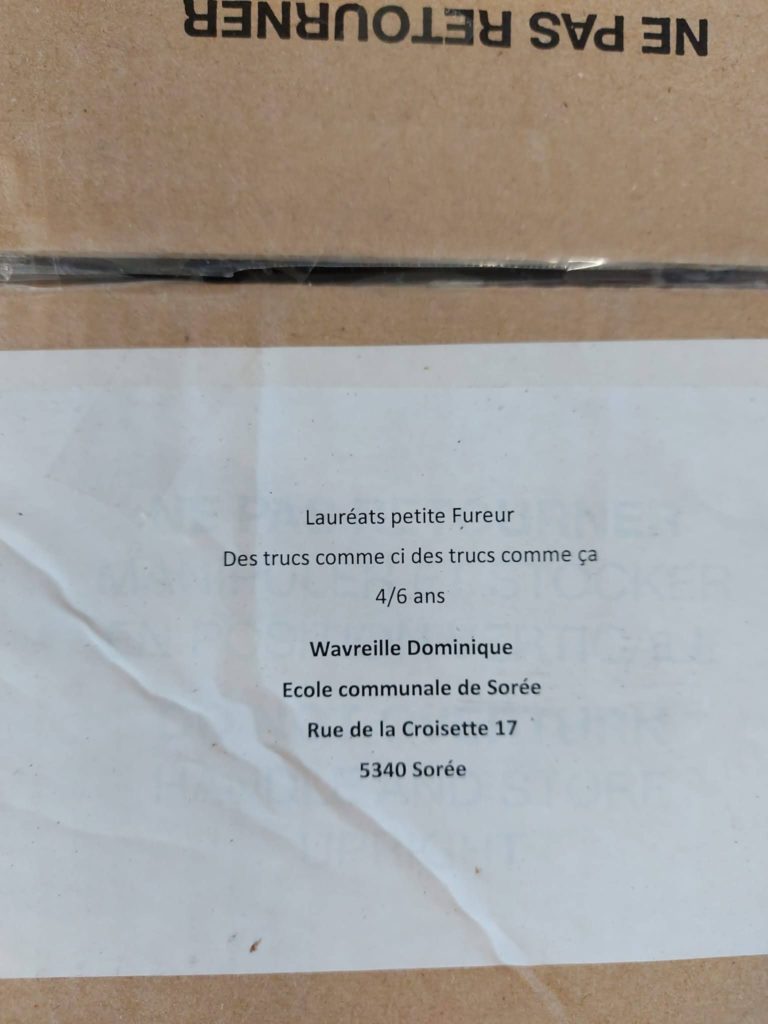 NE PAS RETOURNER
Lauréats petite Fureur
Des trucs comme ci des trucs comme ça
4/6 ans
Wavreille Dominique
Ecole communale de Sorée
Rue de la Croisette 17
5340 Sorée